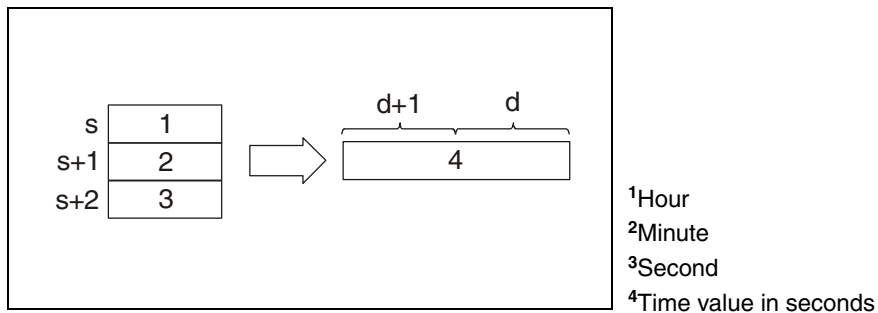 d+1 d
s 1
s+1 2 4
s+2 3
¹Hour
²Minute
³Second
⁴Time value in seconds